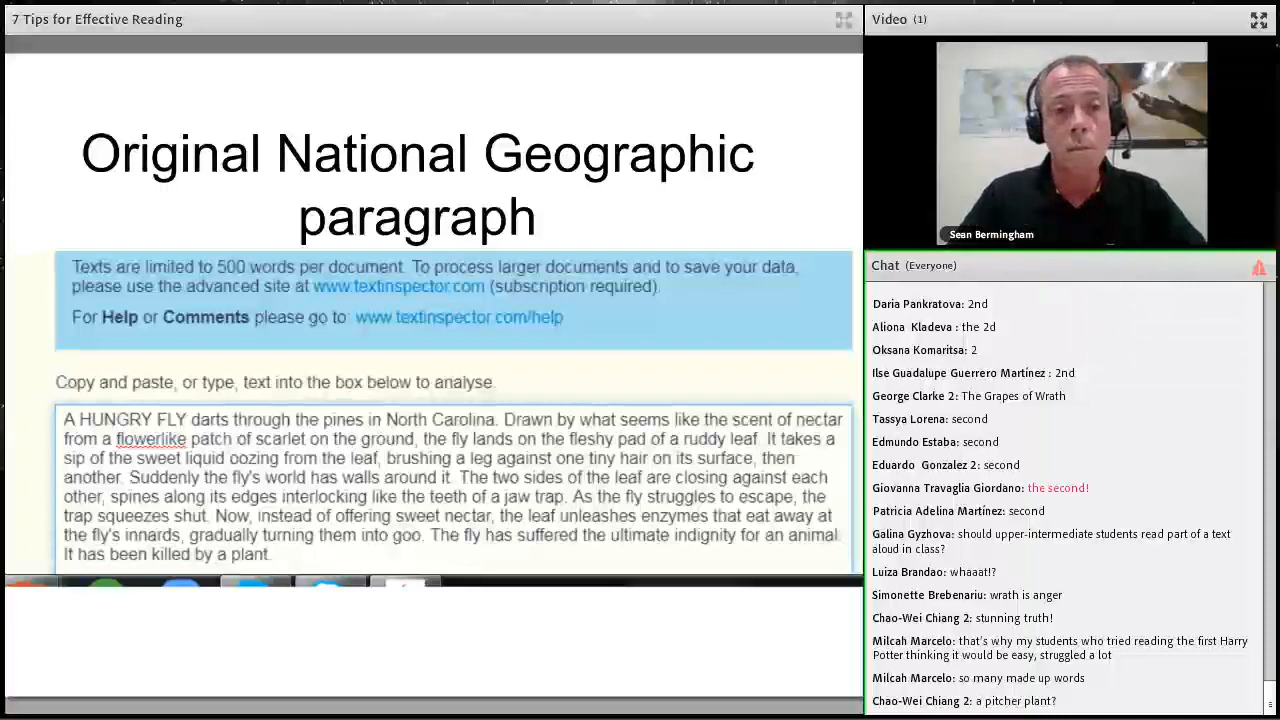 7 Tips for Effective Reading
Original National Geographic
paragraph
Texts are limited to 500 words per document. To process larger documents and to save your data,
please use the advanced site at www.textinspector.com (subscription required).
For Help or Comments please go to: www.textinspector.com/help
Copy and paste, or type, text into the box below to analyse.
A HUNGRY FLY darts through the pines in North Carolina. Drawn by what seems like the scent of nectar
from a flowerlike patch of scarlet on the ground, the fly lands on the fleshy pad of a ruddy leaf. It takes a
sip of the sweet liquid oozing from the leaf, brushing a leg against one tiny hair on its surface, then
another. Suddenly the fly's world has walls around it. The two sides of the leaf are closing against each
other, spines along its edges interlocking like the teeth of a jaw trap. As the fly struggles to escape, the
trap squeezes shut. Now, instead of offering sweet nectar, the leaf unleashes enzymes that eat away at
the fly's innards, gradually turning them into goo. The fly has suffered the ultimate indignity for an animal:
It has been killed by a plant.
Video (1)
Sean Bermingham
Chat (Everyone)
Daria Pankratova: 2nd
Aliona Kladeva : the 2d
Oksana Komaritsa: 2
Ilse Guadalupe Guerrero Martínez : 2nd
George Clarke 2: The Grapes of Wrath
Tassya Lorena: second
Edmundo Estaba: second
Eduardo Gonzalez 2: second
Giovanna Travaglia Giordano: the second!
Patricia Adelina Martínez: second
Galina Gyzhova: should upper-intermediate students read part of a text
aloud in class?
Luiza Brandao: whaaat!?
Simonette Brebenariu: wrath is anger
Chao-Wei Chiang 2: stunning truth!
Milcah Marcelo: that's why my students who tried reading the first Harry
Potter thinking it would be easy, struggled a lot
Milcah Marcelo: so many made up words
Chao-Wei Chiang 2: a pitcher plant?